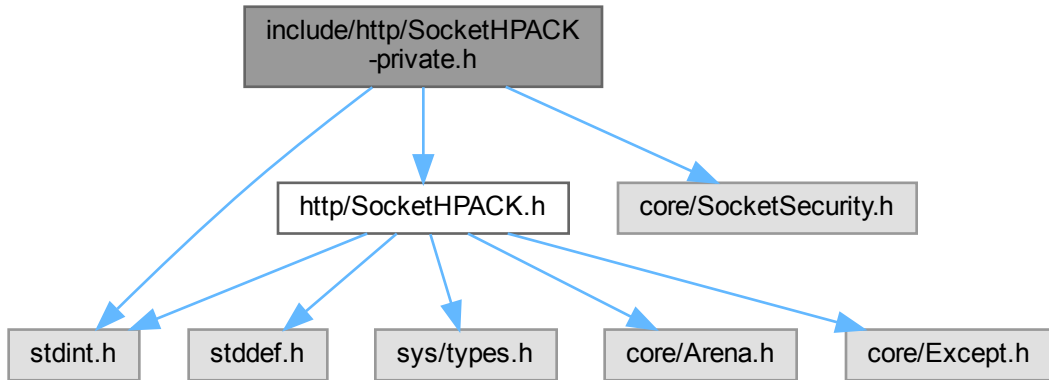 include/http/SocketHPACK
-private.h
http/SocketHPACK.h
core/SocketSecurity.h
stdint.h
stddef.h
sys/types.h
core/Arena.h
core/Except.h